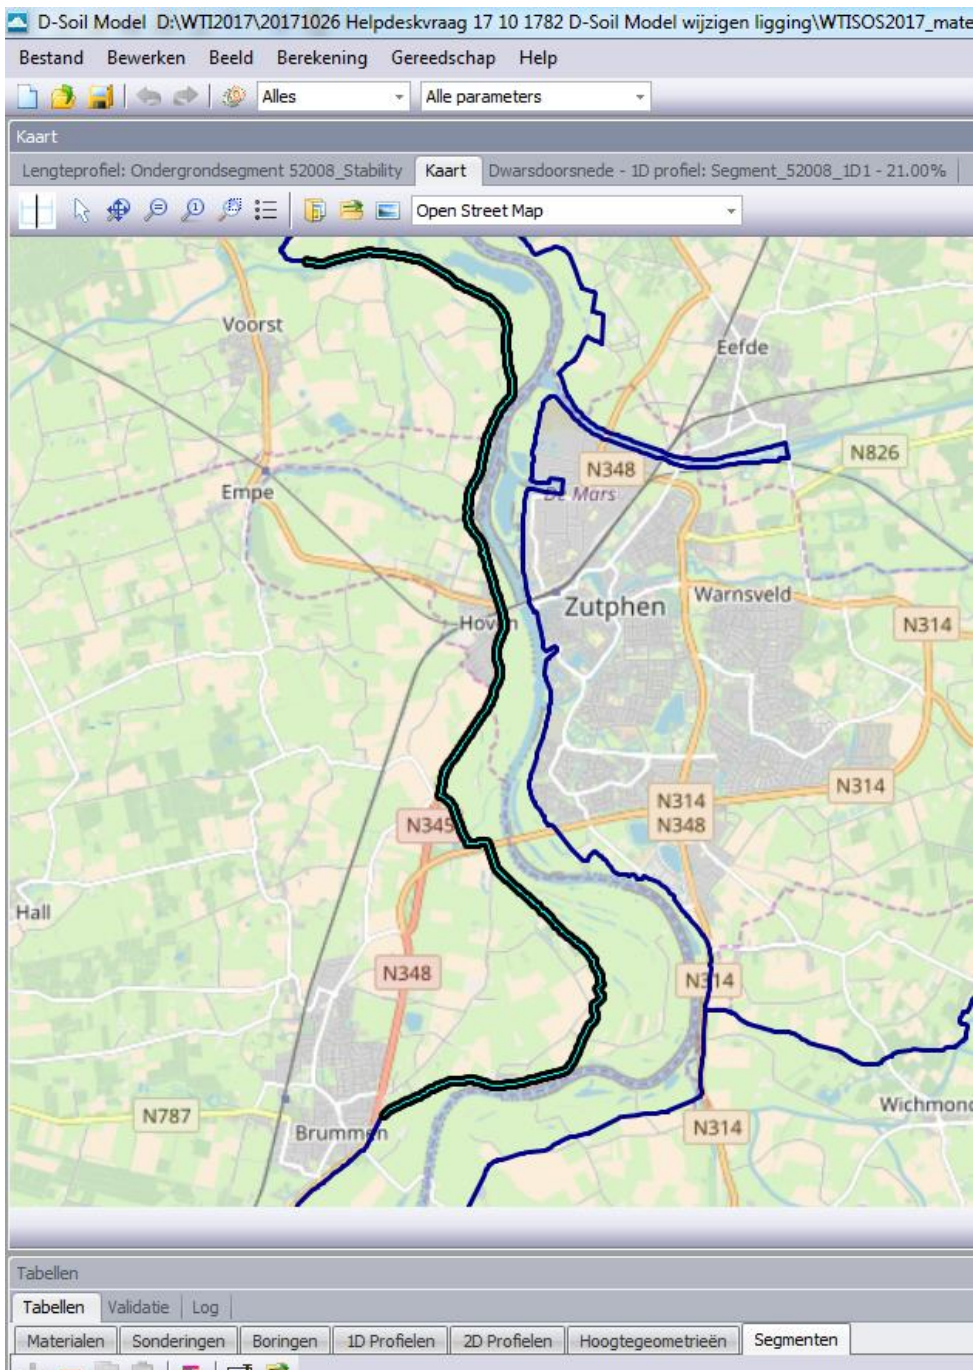 D-Soil Model D:\WTI2017\20171026 Helpdeskvraag 17 10 1782 D-Soil Model wijzigen ligging\WTISOS2017_mate
Bestand Bewerken Beeld Berekening Gereedschap Help
Alles Alle parameters
Kaart
Lengteprofiel: Ondergrondsegment 52008_Stability Kaart Dwarsdoorsnede - 1D profiel: Segment_52008_1D1 - 21.00%
Open Street Map
Voorst
Eefde
N826
N348
Empe
De Mars
Warnsveld
Zutphen
Hoven
N314
N314
N314
N348
N345
Hall
N348
N314
Wichmond
N787
N314
Brummen
Tabellen
Tabellen Validatie Log
Materialen Sonderingen Boringen 1D Profielen 2D Profielen Hoogtegeometrieën Segmenten